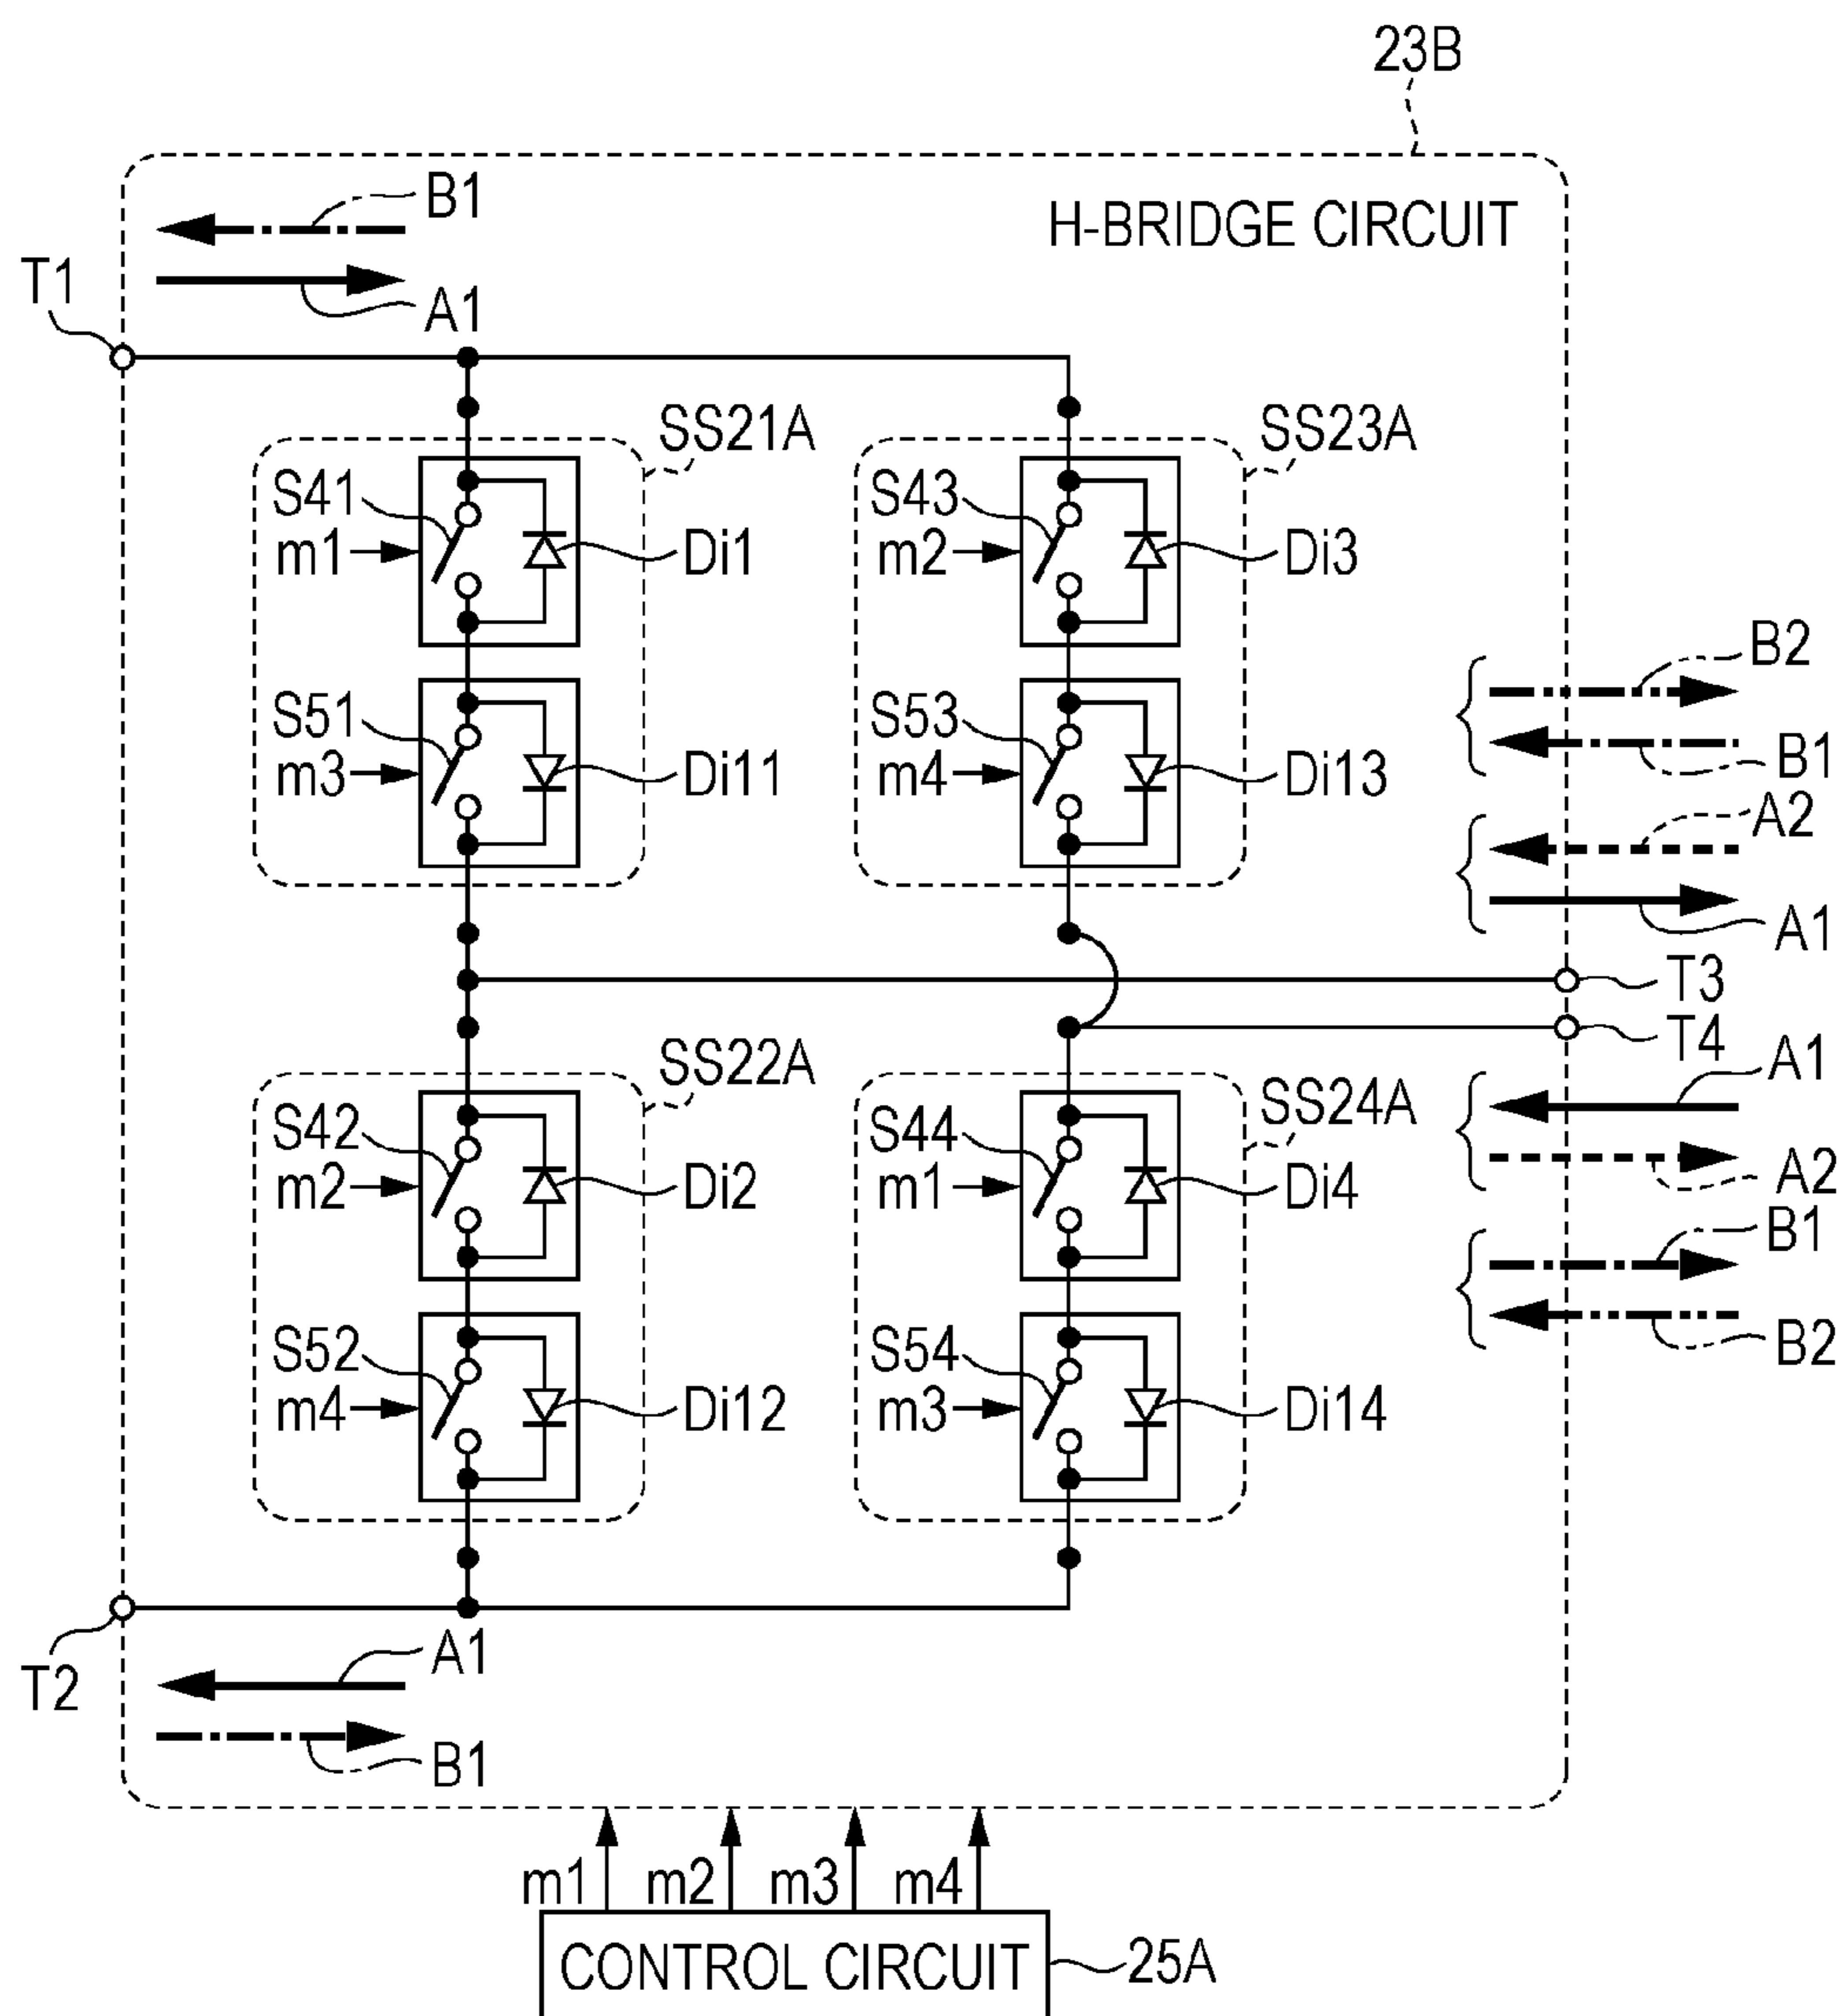 23B
B1
H-BRIDGE CIRCUIT
T1
A1
SS21A
SS23A
S41
m1
Di1
S43
m2
Di3
B2
S51
m3
Di11
S53
m4
Di13
B1
A2
A1
T3
T4
SS22A
A1
SS24A
S42
m2
Di2
S44
m1
Di4
A2
B1
S52
m4
Di12
S54
m3
Di14
B2
T2
A1
B1
m1 m2 m3 m4
CONTROL CIRCUIT
25A